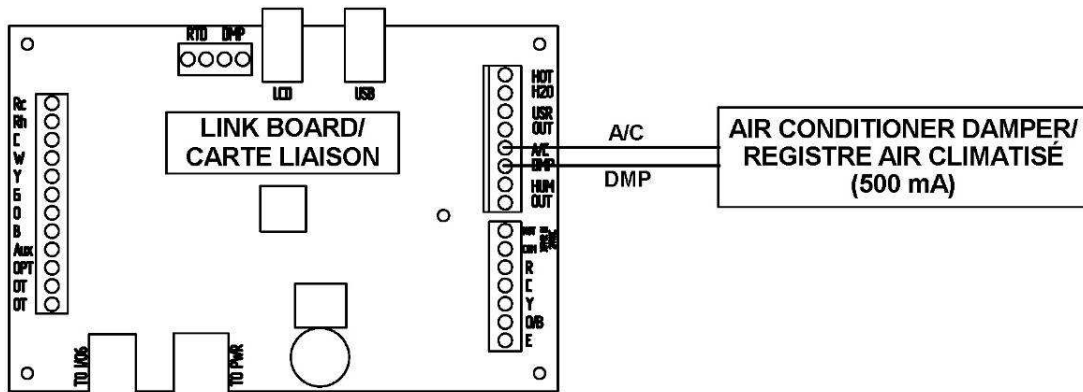 RTD DMP
LCD
USB
Rc
Rh
C
W
Y
G
O
B
Aux
OPT
OT
OT
LINK BOARD/
CARTE LIAISON
HOT
H2O
USR
OUT
A/C
DMP
HUM
OUT
R
C
Y
O/B
E
A/C
DMP
AIR CONDITIONER DAMPER/
REGISTRE AIR CLIMATISÉ
(500 mA)
TO I/O6
TO PWR